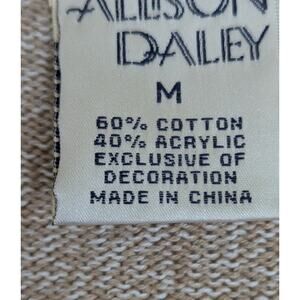 ALLISON
DALEY
M
60% COTTON
40% ACRYLIC
EXCLUSIVE OF
DECORATION
MADE IN CHINA